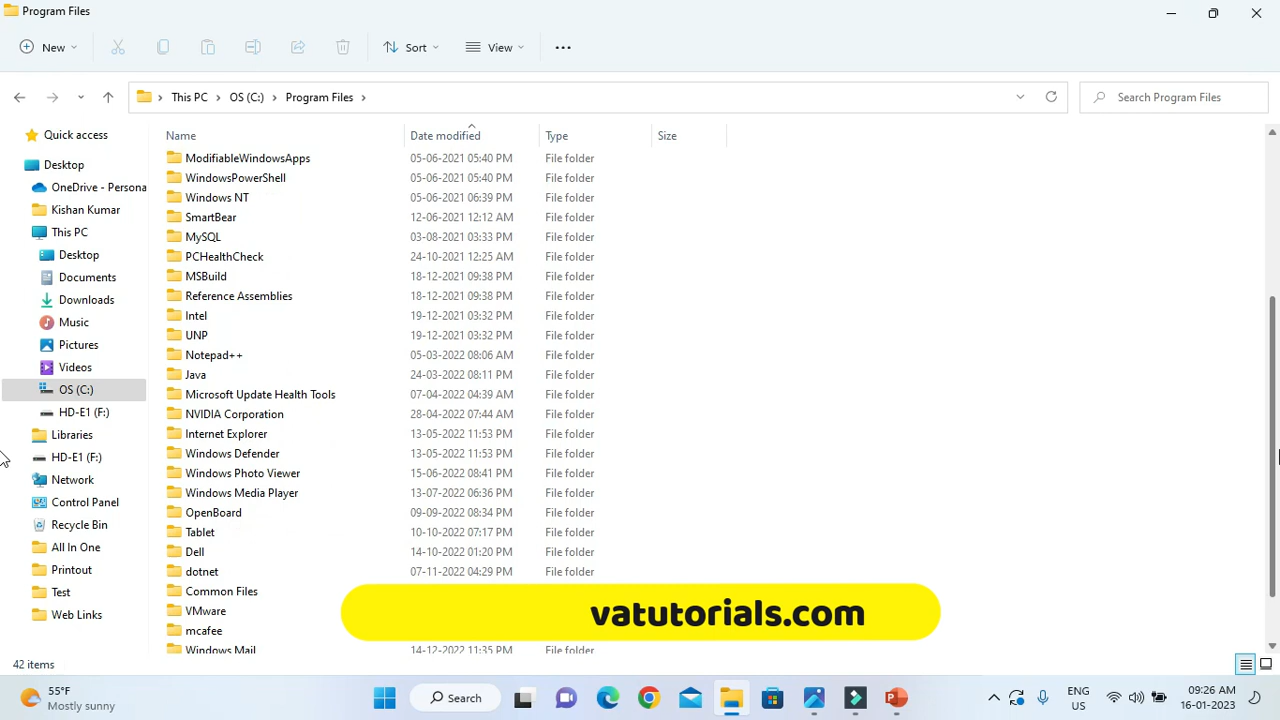 Program Files
New
Sort
View
This PC > OS (C:) > Program Files >
Search Program Files
Quick access
Desktop
OneDrive - Persona
Kishan Kumar
This PC
Desktop
Documents
Downloads
Music
Pictures
Videos
OS (C:)
HD-E1 (F:)
Libraries
HD-E1 (F:)
Network
Control Panel
Recycle Bin
All In One
Printout
Test
Web Links
Name Date modified Type Size
ModifiableWindowsApps 05-06-2021 05:40 PM File folder
WindowsPowerShell 05-06-2021 05:40 PM File folder
Windows NT 05-06-2021 06:39 PM File folder
SmartBear 12-06-2021 12:12 AM File folder
MySQL 03-08-2021 03:33 PM File folder
PCHealthCheck 24-10-2021 12:25 AM File folder
MSBuild 18-12-2021 09:38 PM File folder
Reference Assemblies 18-12-2021 09:38 PM File folder
Intel 19-12-2021 03:32 PM File folder
UNP 19-12-2021 03:32 PM File folder
Notepad++ 05-03-2022 08:06 AM File folder
Java 24-03-2022 08:11 PM File folder
Microsoft Update Health Tools 07-04-2022 04:39 AM File folder
NVIDIA Corporation 28-04-2022 07:44 AM File folder
Internet Explorer 13-05-2022 11:53 PM File folder
Windows Defender 13-05-2022 11:53 PM File folder
Windows Photo Viewer 15-06-2022 08:41 PM File folder
Windows Media Player 13-07-2022 06:36 PM File folder
OpenBoard 09-09-2022 08:34 PM File folder
Tablet 10-10-2022 07:17 PM File folder
Dell 14-10-2022 01:20 PM File folder
dotnet 07-11-2022 04:29 PM File folder
Common Files
VMware
mcafee
Windows Mail 14-12-2022 11:35 PM File folder
vatutorials.com
42 items
55°F
Mostly sunny
Search
ENG
US
09:26 AM
16-01-2023